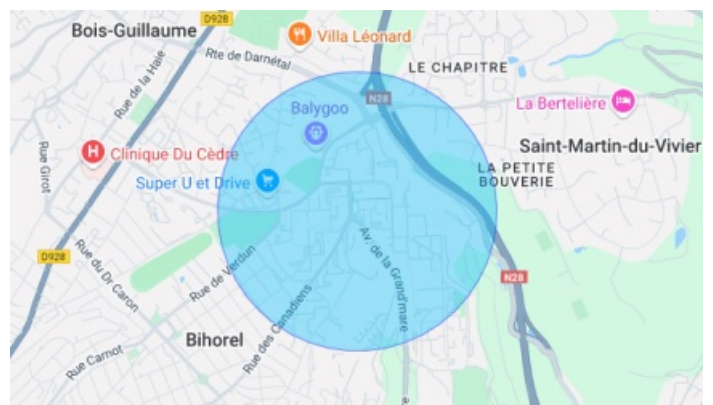 D928
Bois-Guillaume
Villa Léonard
Rte de Darnétal
LE CHAPITRE
Rue de la Haie
N28
Balygoo
La Bertelière
Saint-Martin-du-Vivier
Clinique Du Cèdre
Rue Girot
Super U et Drive
LA PETITE
BOUVERIE
Av. de la Grand'mare
D928
Rue du Dr Caron
Rue de Verdun
N28
Bihorel
Rue des Canadiens
Rue Carnot